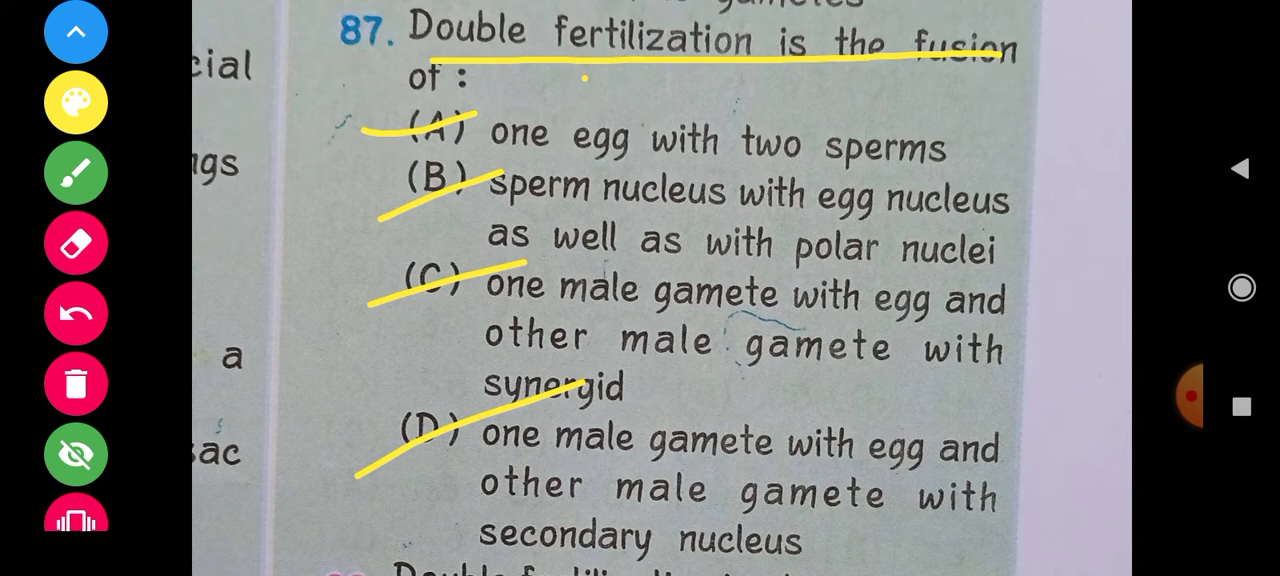 gametes
cial
87. Double fertilization is the fusion
of :
(A) one egg with two sperms
ngs
(B) sperm nucleus with egg nucleus
as well as with polar nuclei
(C) one male gamete with egg and
other male gamete with
a
synergid
(D) one male gamete with egg and
sac
other male gamete with
secondary nucleus